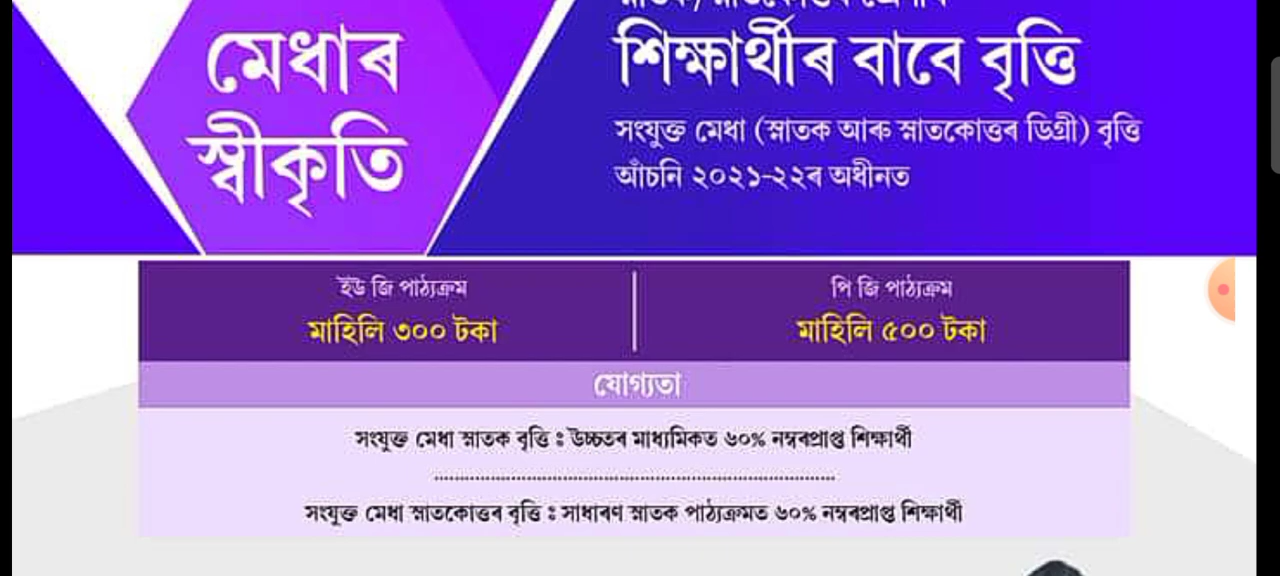 মেধাৰ
স্বীকৃতি
শিক্ষাৰ্থীৰ বাবে বৃত্তি
সংযুক্ত মেধা (স্নাতক আৰু স্নাতকোত্তৰ ডিগ্ৰী) বৃত্তি
আঁচনি ২০২১-২২ৰ অধীনত
ইউ জি পাঠ্যক্ৰম
মাহিলি ৩০০ টকা
পি জি পাঠ্যক্ৰম
মাহিলি ৫০০ টকা
যোগ্যতা
সংযুক্ত মেধা স্নাতক বৃত্তি ঃ উচ্চতৰ মাধ্যমিকত ৬০% নম্বৰপ্ৰাপ্ত শিক্ষাৰ্থী
সংযুক্ত মেধা স্নাতকোত্তৰ বৃত্তি ঃ সাধাৰণ স্নাতক পাঠ্যক্ৰমত ৬০% নম্বৰপ্ৰাপ্ত শিক্ষাৰ্থী